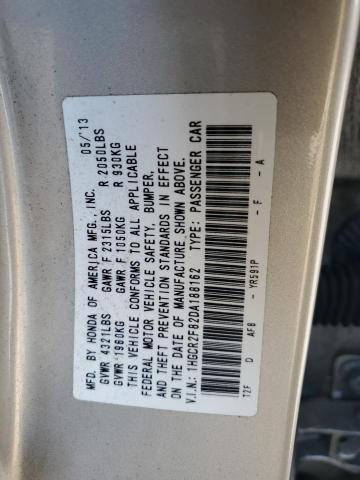 MFD. BY HONDA OF AMERICA MFG., INC. 05/13
GVWR 4321LBS GAWR F 2315LBS R 2050LBS
GVWR 1960KG GAWR F 1050KG R 930KG
THIS VEHICLE CONFORMS TO ALL APPLICABLE
FEDERAL MOTOR VEHICLE SAFETY, BUMPER,
AND THEFT PREVENTION STANDARDS IN EFFECT
ON THE DATE OF MANUFACTURE SHOWN ABOVE.
V.I.N.: 1HGCR2F82DA188162 TYPE: PASSENGER CAR
T2F D AF8 - YR591P - F - A